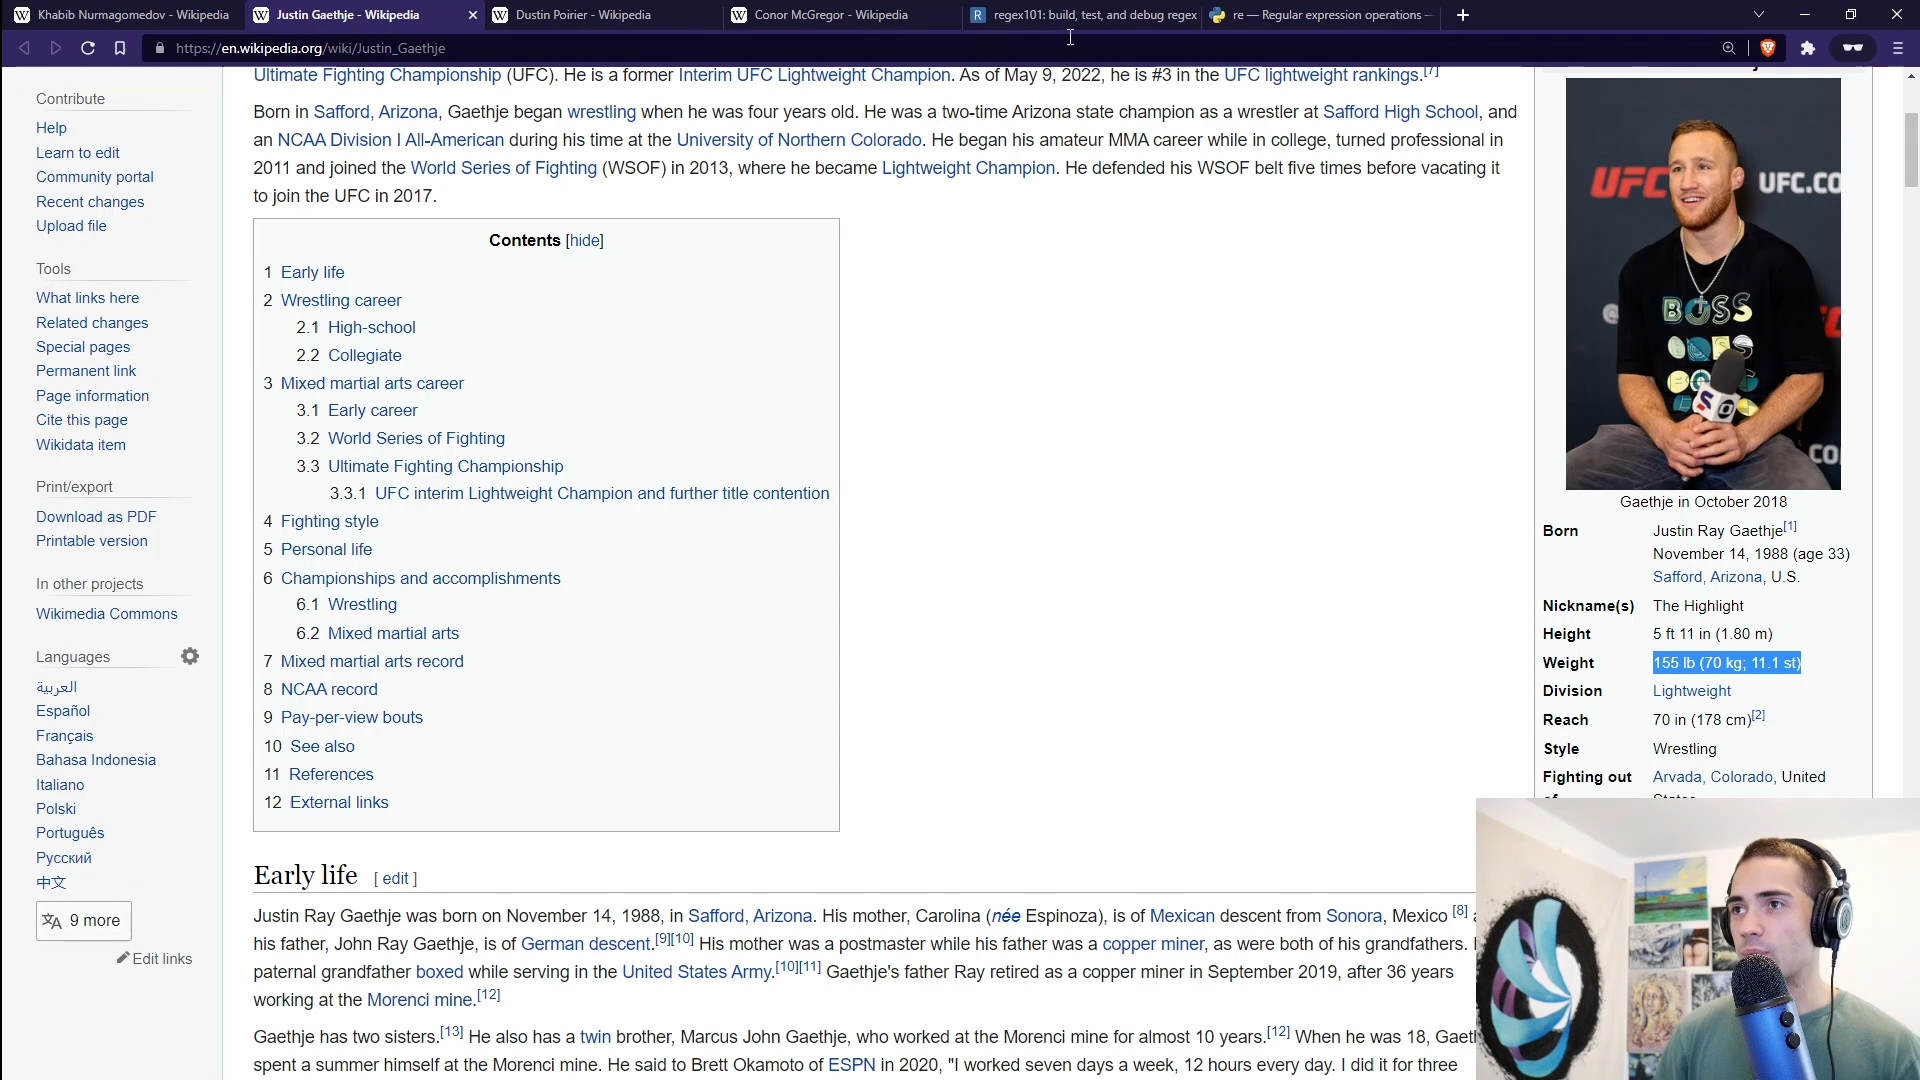 Khabib Nurmagomedov - Wikipedia
Justin Gaethje - Wikipedia
Dustin Poirier - Wikipedia
Conor McGregor - Wikipedia
regex101: build, test, and debug regex
re — Regular expression operations —
https://en.wikipedia.org/wiki/Justin_Gaethje
Contribute
Help
Learn to edit
Community portal
Recent changes
Upload file
Tools
What links here
Related changes
Special pages
Permanent link
Page information
Cite this page
Wikidata item
Print/export
Download as PDF
Printable version
In other projects
Wikimedia Commons
Languages
العربية
Español
Français
Bahasa Indonesia
Italiano
Polski
Português
Русский
中文
9 more
Edit links
Ultimate Fighting Championship (UFC). He is a former Interim UFC Lightweight Champion. As of May 9, 2022, he is #3 in the UFC lightweight rankings.[7]
Born in Safford, Arizona, Gaethje began wrestling when he was four years old. He was a two-time Arizona state champion as a wrestler at Safford High School, and
an NCAA Division I All-American during his time at the University of Northern Colorado. He began his amateur MMA career while in college, turned professional in
2011 and joined the World Series of Fighting (WSOF) in 2013, where he became Lightweight Champion. He defended his WSOF belt five times before vacating it
to join the UFC in 2017.
Contents [hide]
1 Early life
2 Wrestling career
2.1 High-school
2.2 Collegiate
3 Mixed martial arts career
3.1 Early career
3.2 World Series of Fighting
3.3 Ultimate Fighting Championship
3.3.1 UFC interim Lightweight Champion and further title contention
4 Fighting style
5 Personal life
6 Championships and accomplishments
6.1 Wrestling
6.2 Mixed martial arts
7 Mixed martial arts record
8 NCAA record
9 Pay-per-view bouts
10 See also
11 References
12 External links
Early life [ edit ]
Justin Ray Gaethje was born on November 14, 1988, in Safford, Arizona. His mother, Carolina (née Espinoza), is of Mexican descent from Sonora, Mexico [8]
his father, John Ray Gaethje, is of German descent.[9][10] His mother was a postmaster while his father was a copper miner, as were both of his grandfathers.
paternal grandfather boxed while serving in the United States Army.[10][11] Gaethje's father Ray retired as a copper miner in September 2019, after 36 years
working at the Morenci mine.[12]
Gaethje has two sisters.[13] He also has a twin brother, Marcus John Gaethje, who worked at the Morenci mine for almost 10 years.[12] When he was 18, Gaet
spent a summer himself at the Morenci mine. He said to Brett Okamoto of ESPN in 2020, "I worked seven days a week, 12 hours every day. I did it for three
UFC
UFC.CO
BOSS
Gaethje in October 2018
Born Justin Ray Gaethje[1]
November 14, 1988 (age 33)
Safford, Arizona, U.S.
Nickname(s) The Highlight
Height 5 ft 11 in (1.80 m)
Weight 155 lb (70 kg; 11.1 st)
Division Lightweight
Reach 70 in (178 cm)[2]
Style Wrestling
Fighting out Arvada, Colorado, United